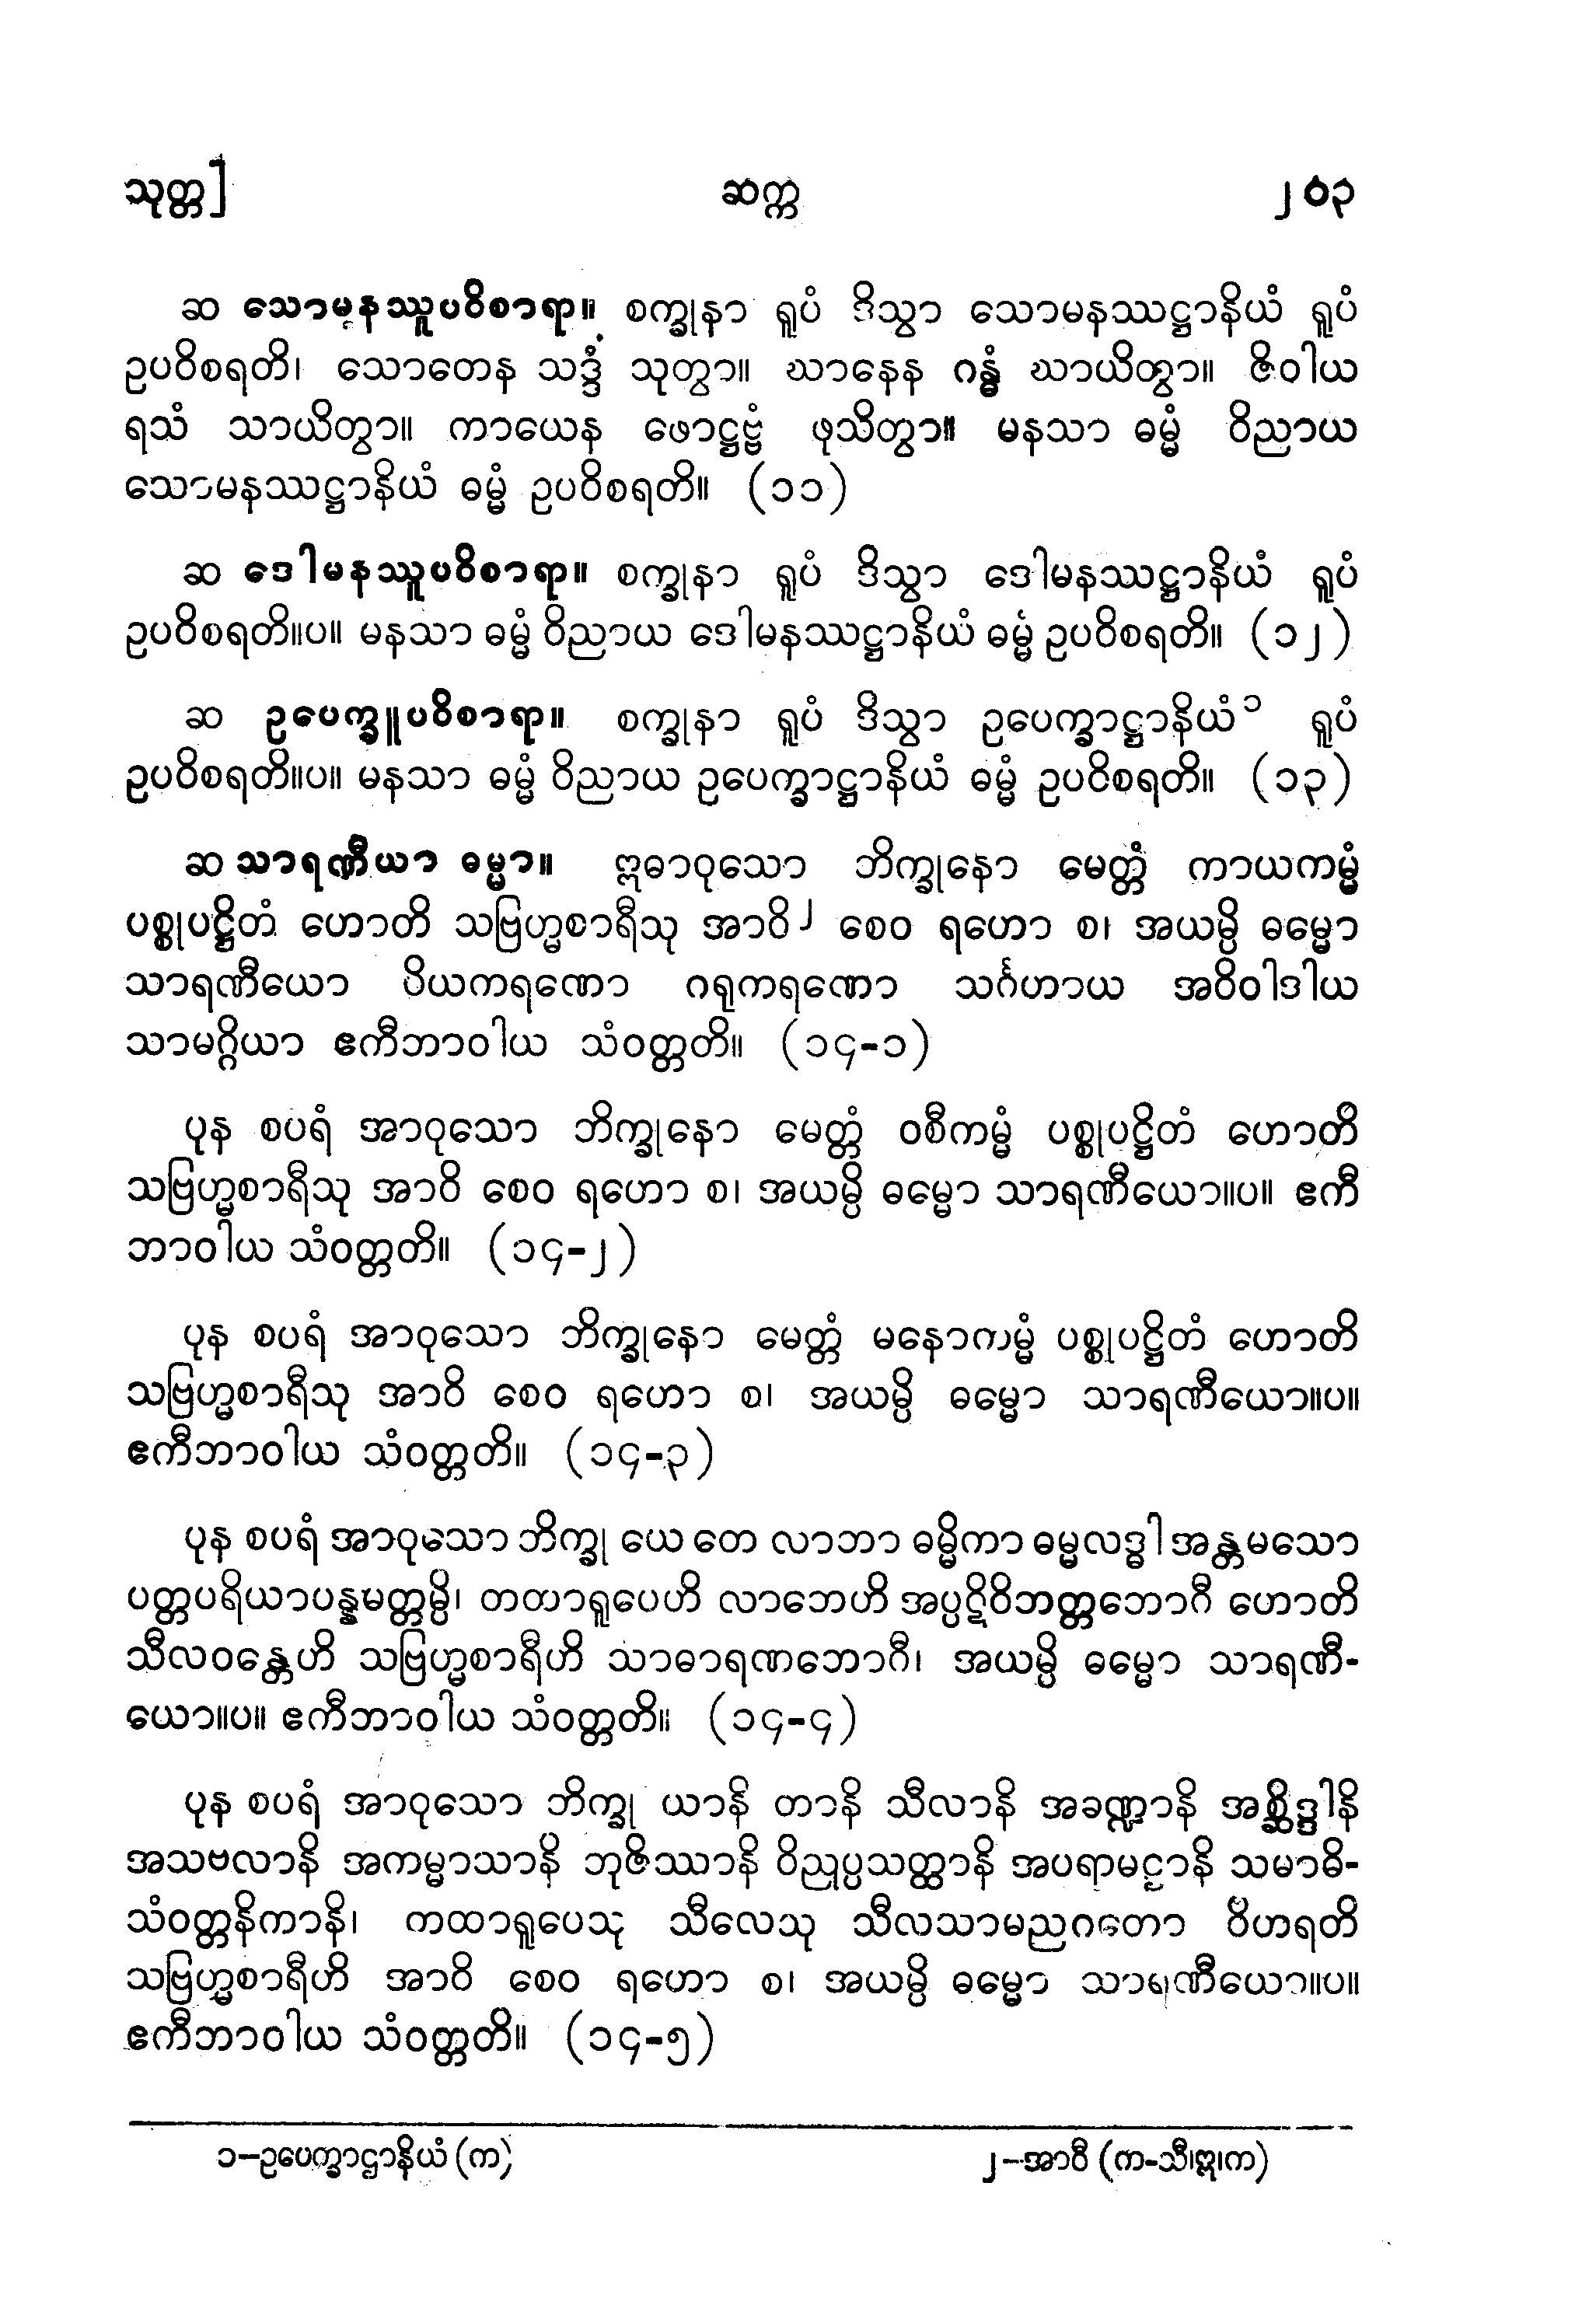 သုတ္တ] ဆက္က ၂၀၃
ဆ သောမနဿူပဝိစာရာ။ စက္ခုနာ ရူပံ ဒိသွာ သောမနဿဋ္ဌာနိယံ ရူပံ
ဥပဝိစရတိ၊ သောတေန သဒ္ဒံ သုတွာ။ ဃာနေန ဂန္ဓံ ဃာယိတွာ။ ဇိဝါယ
ရသံ သာယိတွာ။ ကာယေန ဖောဋ္ဌဗ္ဗံ ဖုသိတွာ။ မနသာ ဓမ္မံ ဝိညာယ
သောမနဿဋ္ဌာနိယံ ဓမ္မံ ဥပဝိစရတိ။ (၁၁)
ဆ ဒေါမနဿူပဝိစာရာ။ စက္ခုနာ ရူပံ ဒိသွာ ဒေါမနဿဋ္ဌာနိယံ ရူပံ
ဥပဝိစရတိ။ပ။ မနသာ ဓမ္မံ ဝိညာယ ဒေါမနဿဋ္ဌာနိယံ ဓမ္မံ ဥပဝိစရတိ။ (၁၂)
ဆ ဥပေက္ခူပဝိစာရာ။ စက္ခုနာ ရူပံ ဒိသွာ ဥပေက္ခာဋ္ဌာနိယံ၁ ရူပံ
ဥပဝိစရတိ။ပ။ မနသာ ဓမ္မံ ဝိညာယ ဥပေက္ခာဋ္ဌာနိယံ ဓမ္မံ ဥပဝိစရတိ။ (၁၃)
ဆ သာရဏီယာ ဓမ္မာ။ ဣဓာဝုသော ဘိက္ခုနော မေတ္တံ ကာယကမ္မံ
ပစ္စုပဋ္ဌိတံ ဟောတိ သဗြဟ္မစာရီသု အာဝိ၂ စေဝ ရဟော စ၊ အယမ္ပိ ဓမ္မော
သာရဏီယော ပိယကရဏော ဂရုကရဏော သင်္ဂဟာယ အဝိဝါဒါယ
သာမဂ္ဂိယာ ဧကီဘာဝါယ သံဝတ္တတိ။ (၁၄-၁)
ပုန စပရံ အာဝုသော ဘိက္ခုနော မေတ္တံ ဝစီကမ္မံ ပစ္စုပဋ္ဌိတံ ဟောတိ
သဗြဟ္မစာရီသု အာဝိ စေဝ ရဟော စ၊ အယမ္ပိ ဓမ္မော သာရဏီယော။ပ။ ဧကီ
ဘာဝါယ သံဝတ္တတိ။ (၁၄-၂)
ပုန စပရံ အာဝုသော ဘိက္ခုနော မေတ္တံ မနောကမ္မံ ပစ္စုပဋ္ဌိတံ ဟောတိ
သဗြဟ္မစာရီသု အာဝိ စေဝ ရဟော စ၊ အယမ္ပိ ဓမ္မော သာရဏီယော။ပ။
ဧကီဘာဝါယ သံဝတ္တတိ။ (၁၄-၃)
ပုန စပရံ အာဝုသော ဘိက္ခု ယေ တေ လာဘာ ဓမ္မိကာ ဓမ္မလဒ္ဓါ အန္တမသော
ပတ္တပရိယာပန္နမတ္တမ္ပိ၊ တထာရူပေဟိ လာဘေဟိ အပ္ပဋိဝိဘတ္တဘောဂီ ဟောတိ
သီလဝန္တေဟိ သဗြဟ္မစာရီဟိ သာဓာရဏဘောဂီ၊ အယမ္ပိ ဓမ္မော သာရဏီ-
ယော။ပ။ ဧကီဘာဝါယ သံဝတ္တတိ။ (၁၄-၄)
ပုန စပရံ အာဝုသော ဘိက္ခု ယာနိ တာနိ သီလာနိ အခဏ္ဍာနိ အစ္ဆိဒ္ဒါနိ
အသဗလာနိ အကမ္မာသာနိ ဘုဇိဿာနိ ဝိညုပ္ပသတ္ထာနိ အပရာမဋ္ဌာနိ သမာဓိ-
သံဝတ္တနိကာနိ၊ ကထာရူပေသု သီလေသု သီလသာမညဂတော ဝိဟရတိ
သဗြဟ္မစာရီဟိ အာဝိ စေဝ ရဟော စ၊ အယမ္ပိ ဓမ္မော သာရဏီယော။ပ။
ဧကီဘာဝါယ သံဝတ္တတိ။ (၁၄-၅)
၁–ဥပေက္ခာဌာနိယံ (က) ၂–အာဝီ (က-သီ၊ဣ၊က)